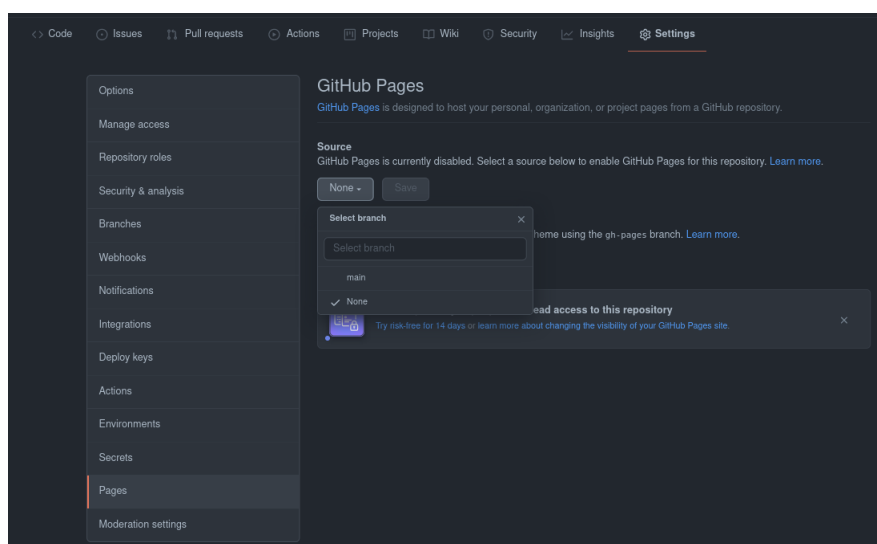 <> Code Issues Pull requests Actions Projects Wiki Security Insights Settings
Options
Manage access
Repository roles
Security & analysis
Branches
Webhooks
Notifications
Integrations
Deploy keys
Actions
Environments
Secrets
Pages
Moderation settings
GitHub Pages
GitHub Pages is designed to host your personal, organization, or project pages from a GitHub repository.
Source
GitHub Pages is currently disabled. Select a source below to enable GitHub Pages for this repository. Learn more.
None Save
Select branch
heme using the gh-pages branch. Learn more.
Select branch
main
None
ead access to this repository
Try risk-free for 14 days or learn more about changing the visibility of your GitHub Pages site.